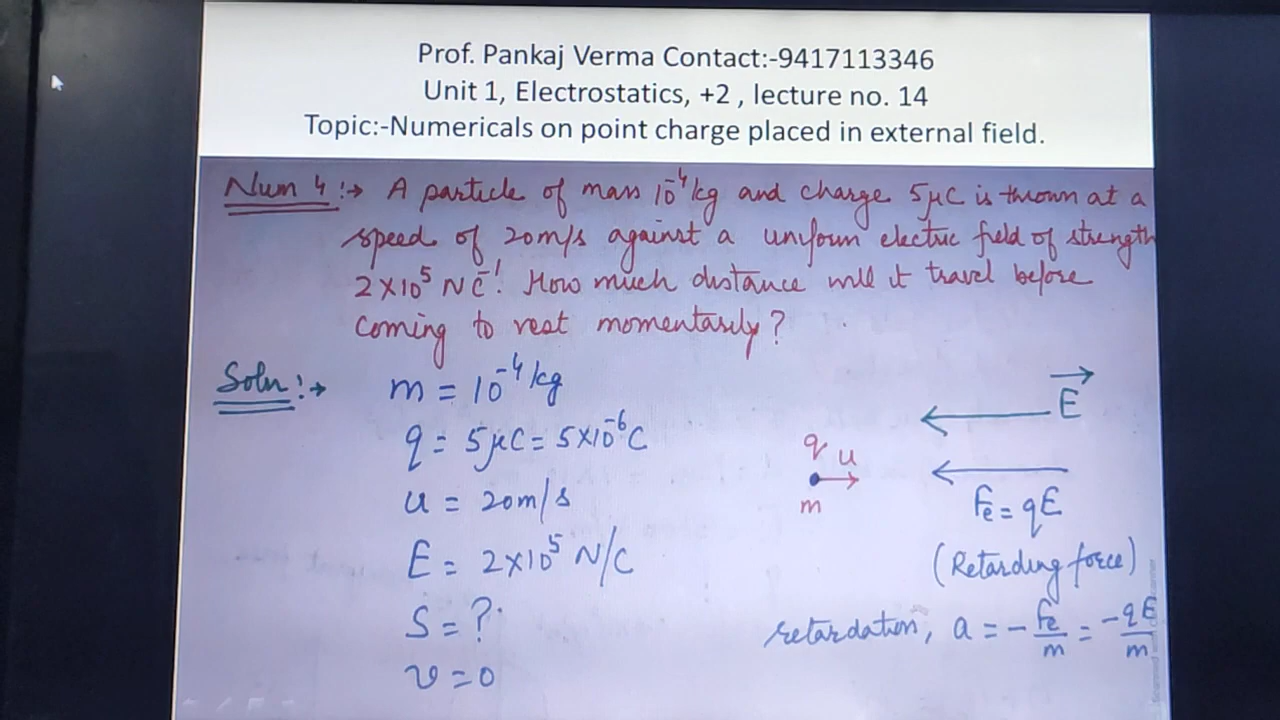 Prof. Pankaj Verma Contact:-9417113346
Unit 1, Electrostatics, +2 , lecture no. 14
Topic:-Numericals on point charge placed in external field.
Num 4 :→ A particle of mass 10⁻⁴ kg and charge 5μC is thrown at a
speed of 20m/s against a uniform electric field of strength
2×10⁵ NC⁻¹. How much distance will it travel before
coming to rest momentarily?
Soln :→ m = 10⁻⁴ kg
q = 5μC = 5×10⁻⁶C
u = 20m/s
E = 2×10⁵ N/C
S = ?
v = 0
E⃗
q u
m
Fe = qE
(Retarding force)
retardation, a = -Fe/m = -qE/m